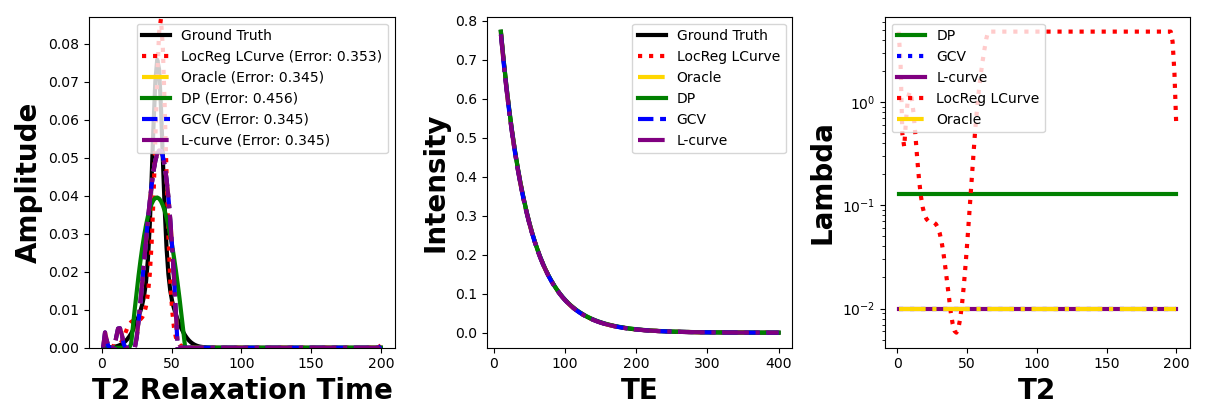 0.08
0.07
0.06
0.05
0.04
0.03
0.02
0.01
0.00
Amplitude
Ground Truth
LocReg LCurve (Error: 0.353)
Oracle (Error: 0.345)
DP (Error: 0.456)
GCV (Error: 0.345)
L-curve (Error: 0.345)
0 50 100 150 200
T2 Relaxation Time
0.8
0.7
0.6
0.5
0.4
0.3
0.2
0.1
0.0
Intensity
Ground Truth
LocReg LCurve
Oracle
DP
GCV
L-curve
0 100 200 300 400
TE
10⁰
10⁻¹
10⁻²
Lambda
DP
GCV
L-curve
LocReg LCurve
Oracle
0 50 100 150 200
T2